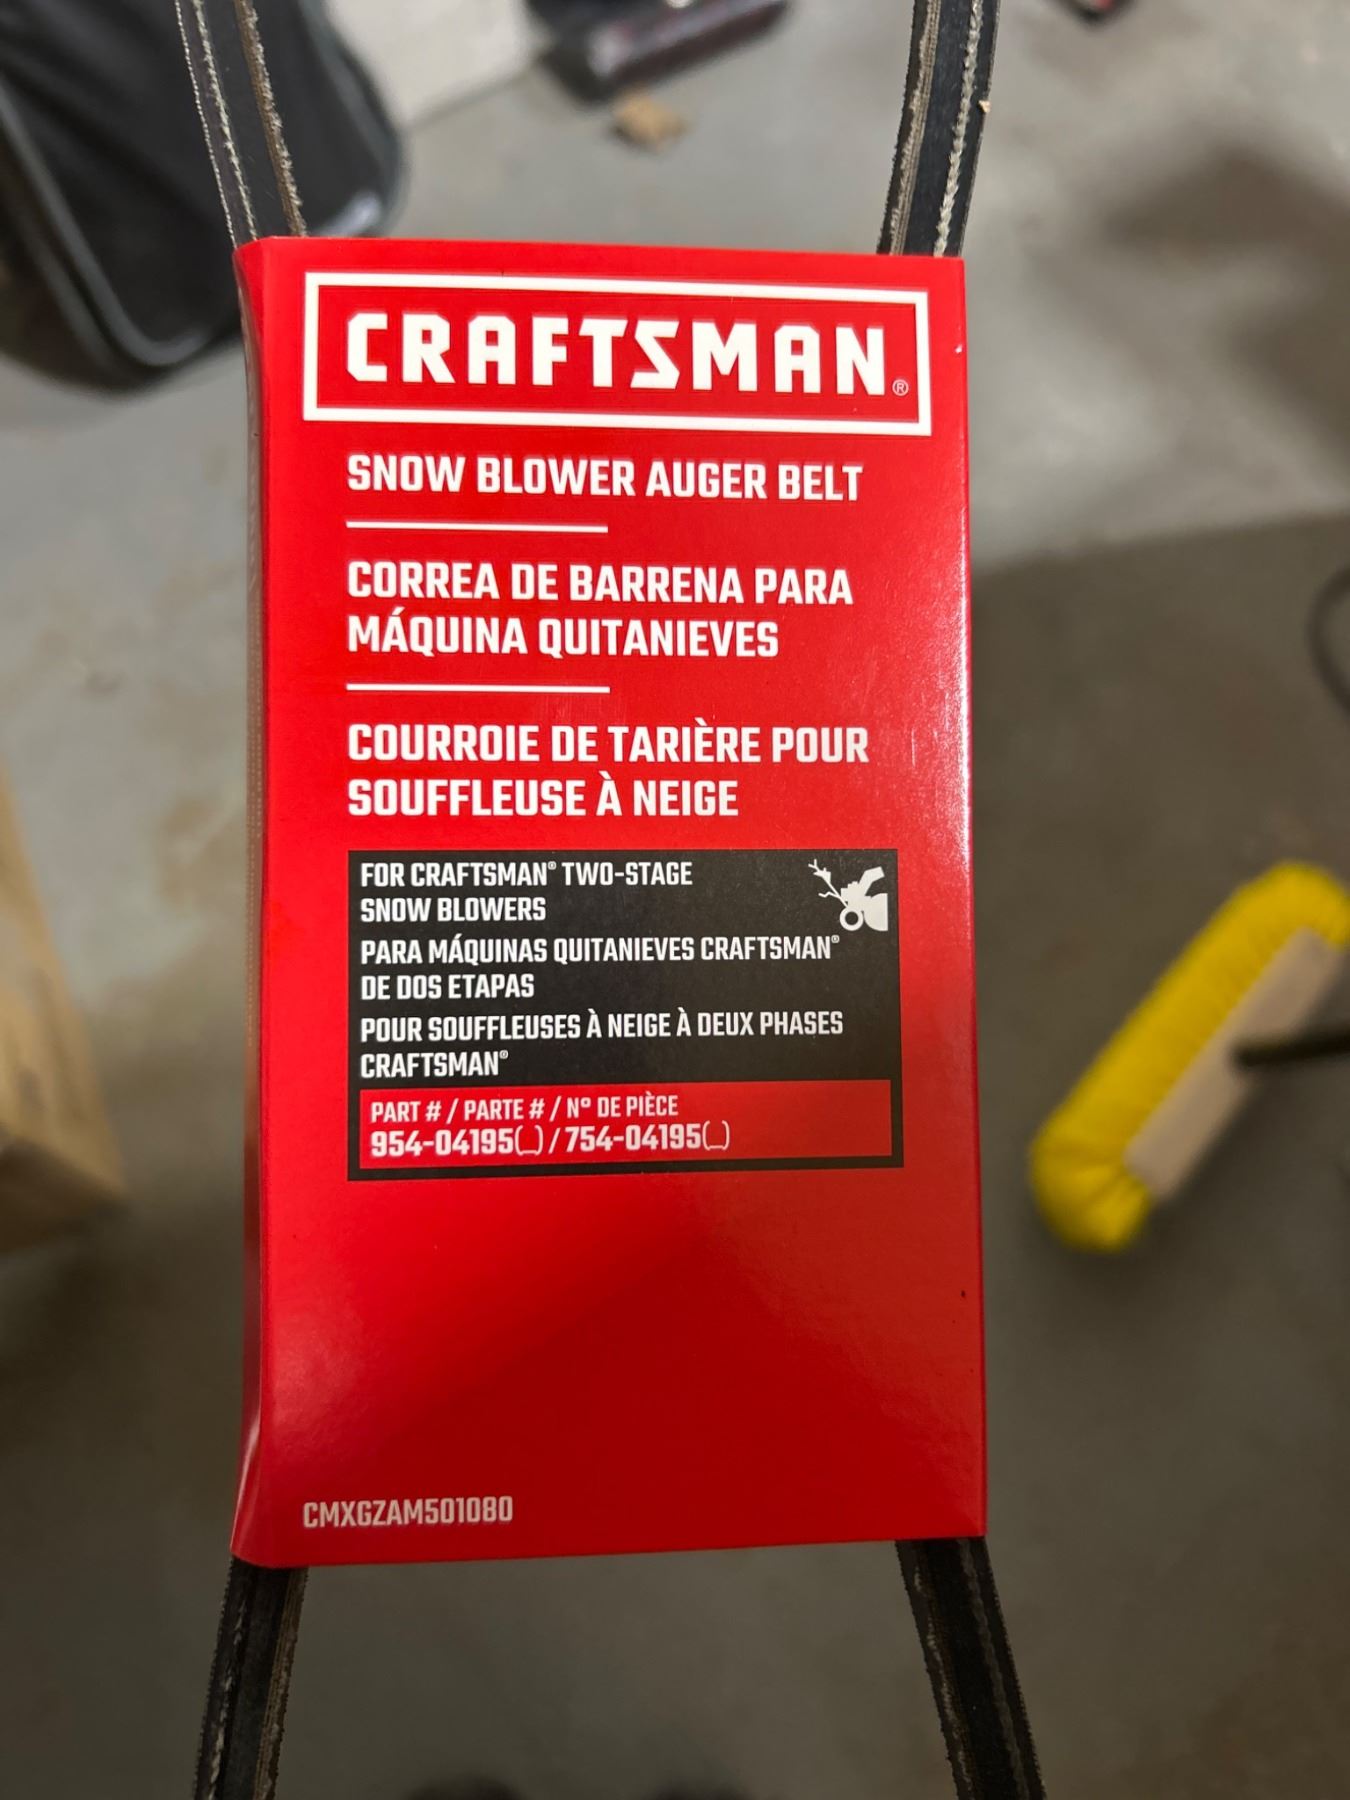 CRAFTSMAN®
SNOW BLOWER AUGER BELT
CORREA DE BARRENA PARA
MÁQUINA QUITANIEVES
COURROIE DE TARIÈRE POUR
SOUFFLEUSE À NEIGE
FOR CRAFTSMAN® TWO-STAGE
SNOW BLOWERS
PARA MÁQUINAS QUITANIEVES CRAFTSMAN®
DE DOS ETAPAS
POUR SOUFFLEUSES À NEIGE À DEUX PHASES
CRAFTSMAN®
PART # / PARTE # / Nº DE PIÈCE
954-04195(_) / 754-04195(_)
CMXGZAM501080